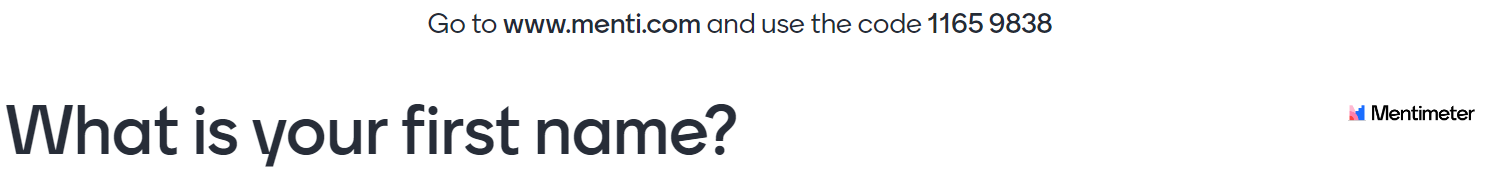 Go to www.menti.com and use the code 1165 9838
What is your first name?
Mentimeter